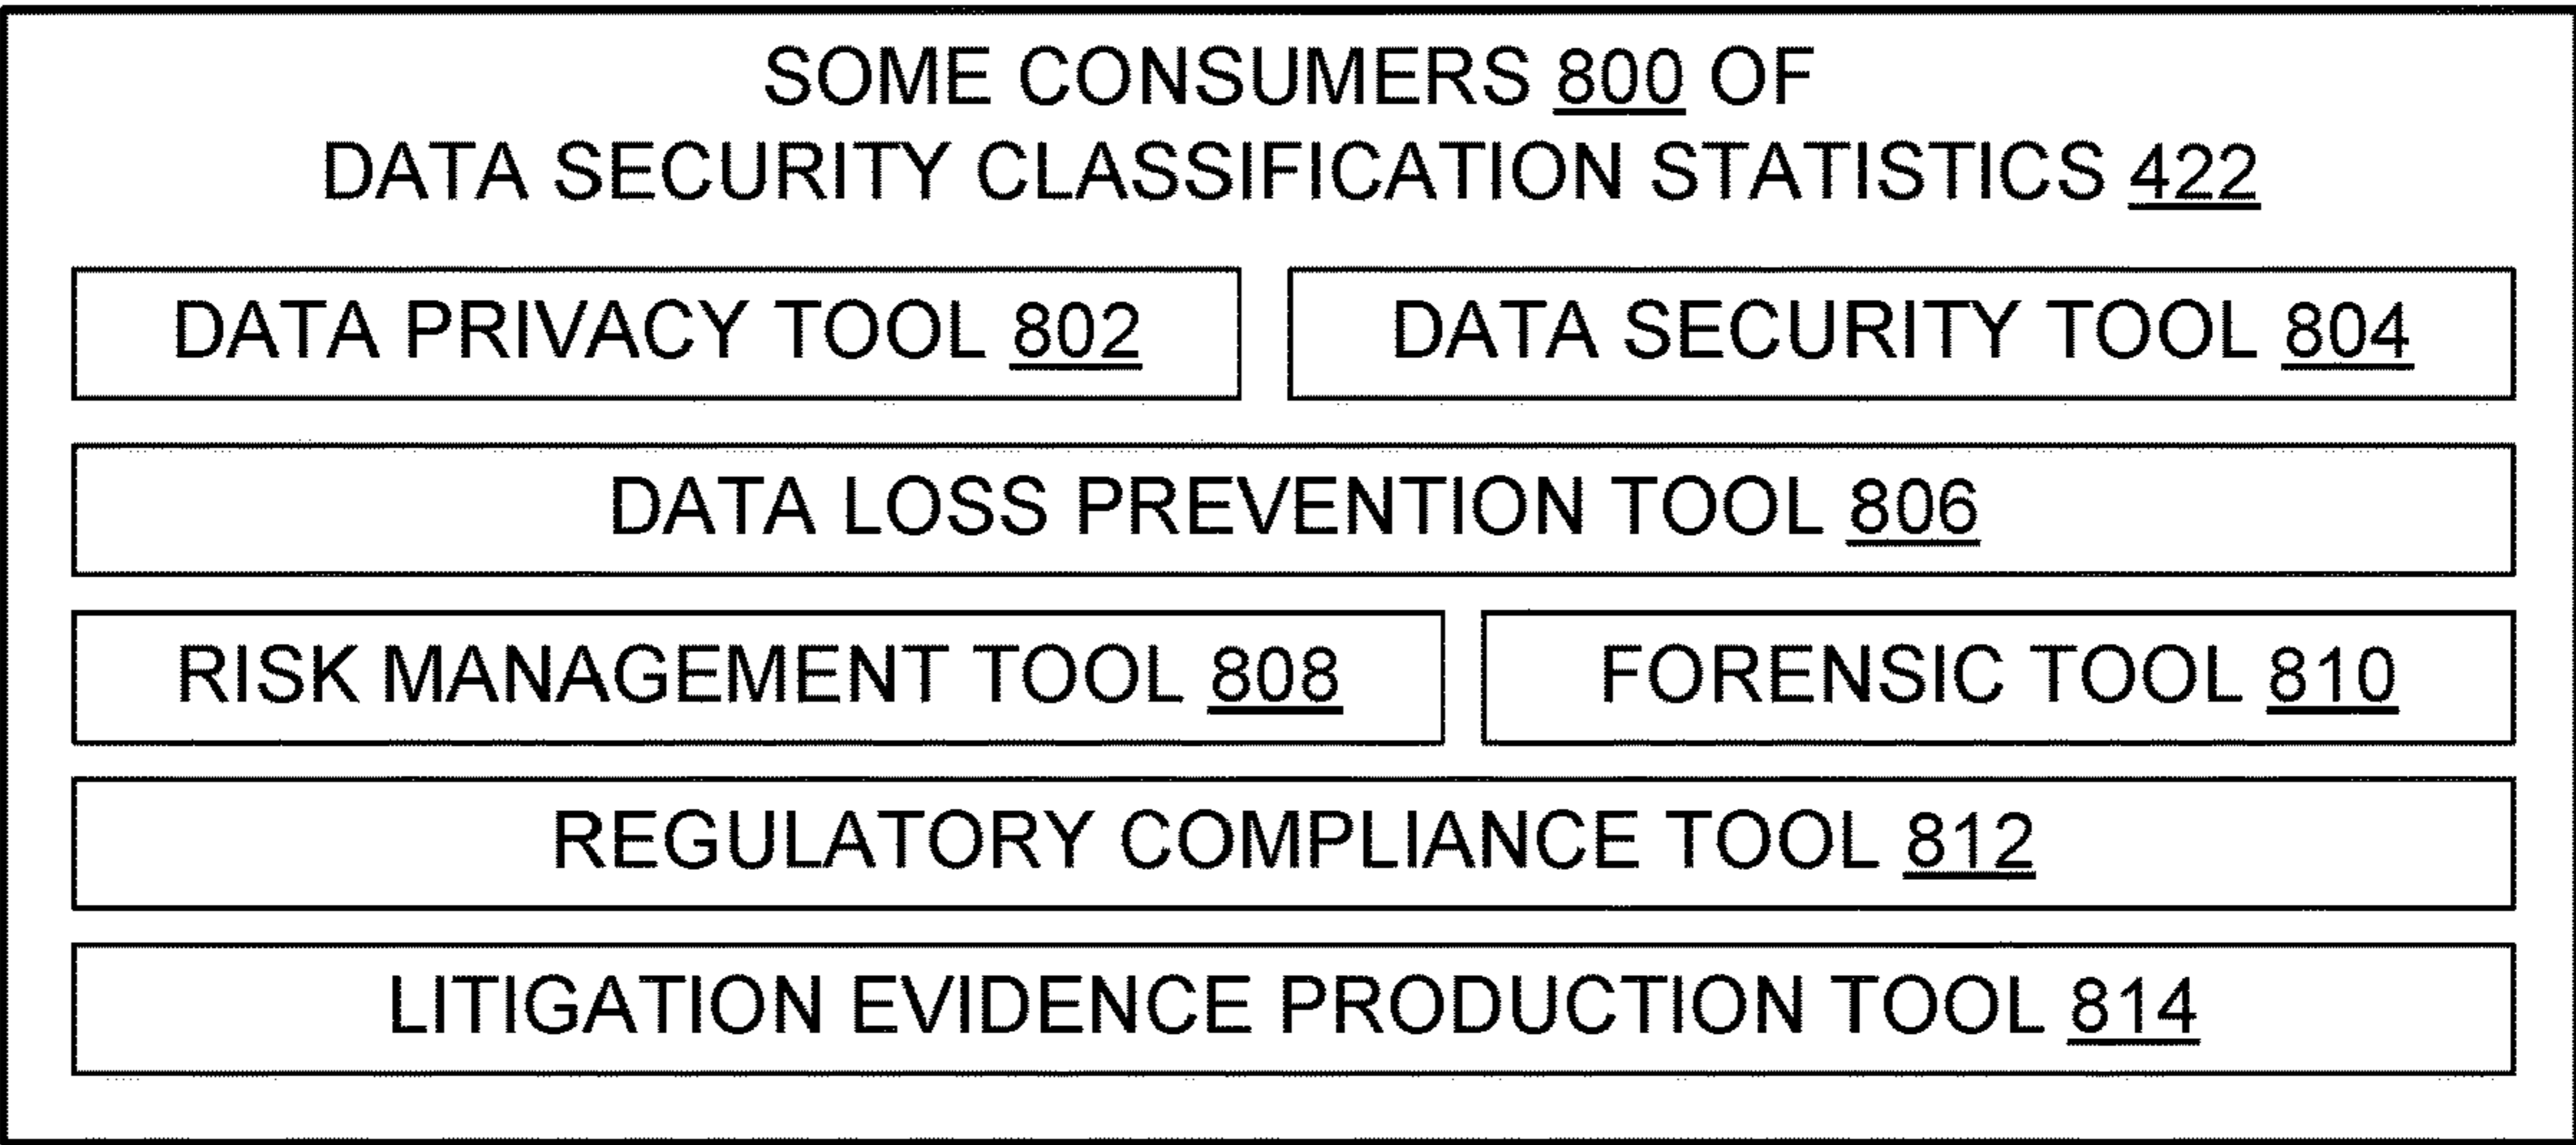 SOME CONSUMERS 800 OF
DATA SECURITY CLASSIFICATION STATISTICS 422
DATA PRIVACY TOOL 802
DATA SECURITY TOOL 804
DATA LOSS PREVENTION TOOL 806
RISK MANAGEMENT TOOL 808
FORENSIC TOOL 810
REGULATORY COMPLIANCE TOOL 812
LITIGATION EVIDENCE PRODUCTION TOOL 814